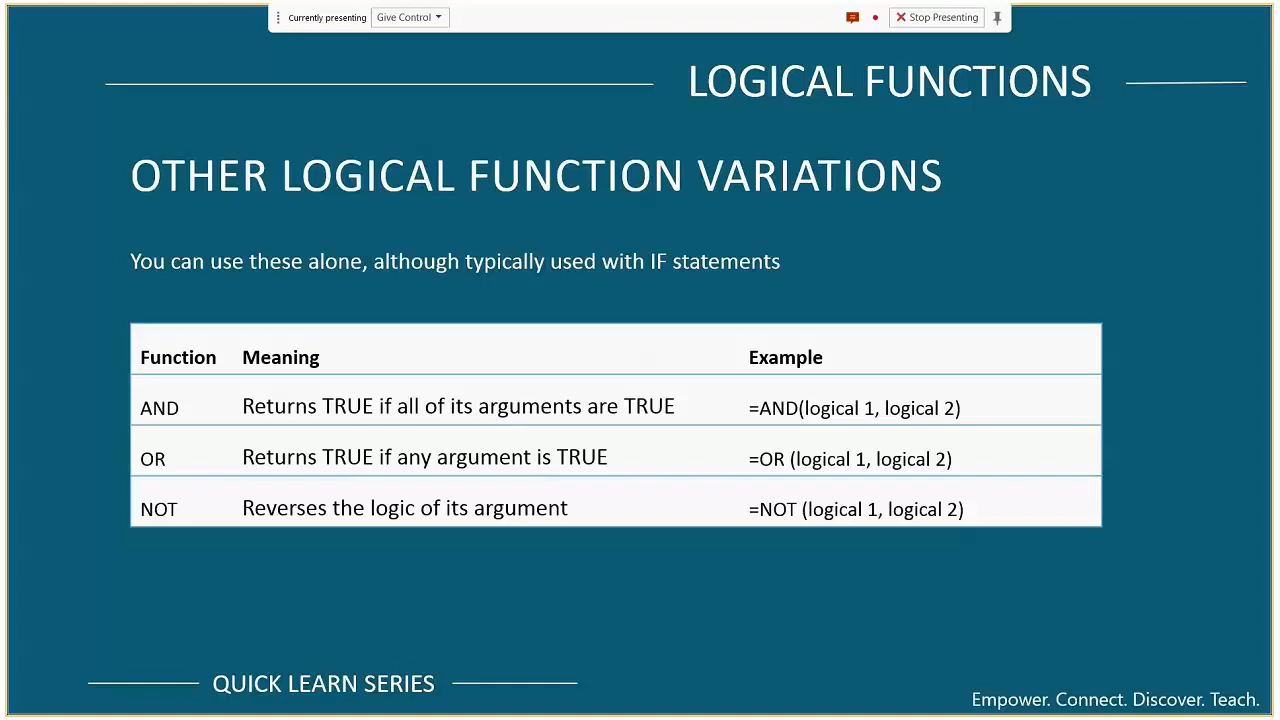 Currently presenting Give Control Stop Presenting
LOGICAL FUNCTIONS
OTHER LOGICAL FUNCTION VARIATIONS
You can use these alone, although typically used with IF statements
Function Meaning Example
AND Returns TRUE if all of its arguments are TRUE =AND(logical 1, logical 2)
OR Returns TRUE if any argument is TRUE =OR (logical 1, logical 2)
NOT Reverses the logic of its argument =NOT (logical 1, logical 2)
QUICK LEARN SERIES
Empower. Connect. Discover. Teach.